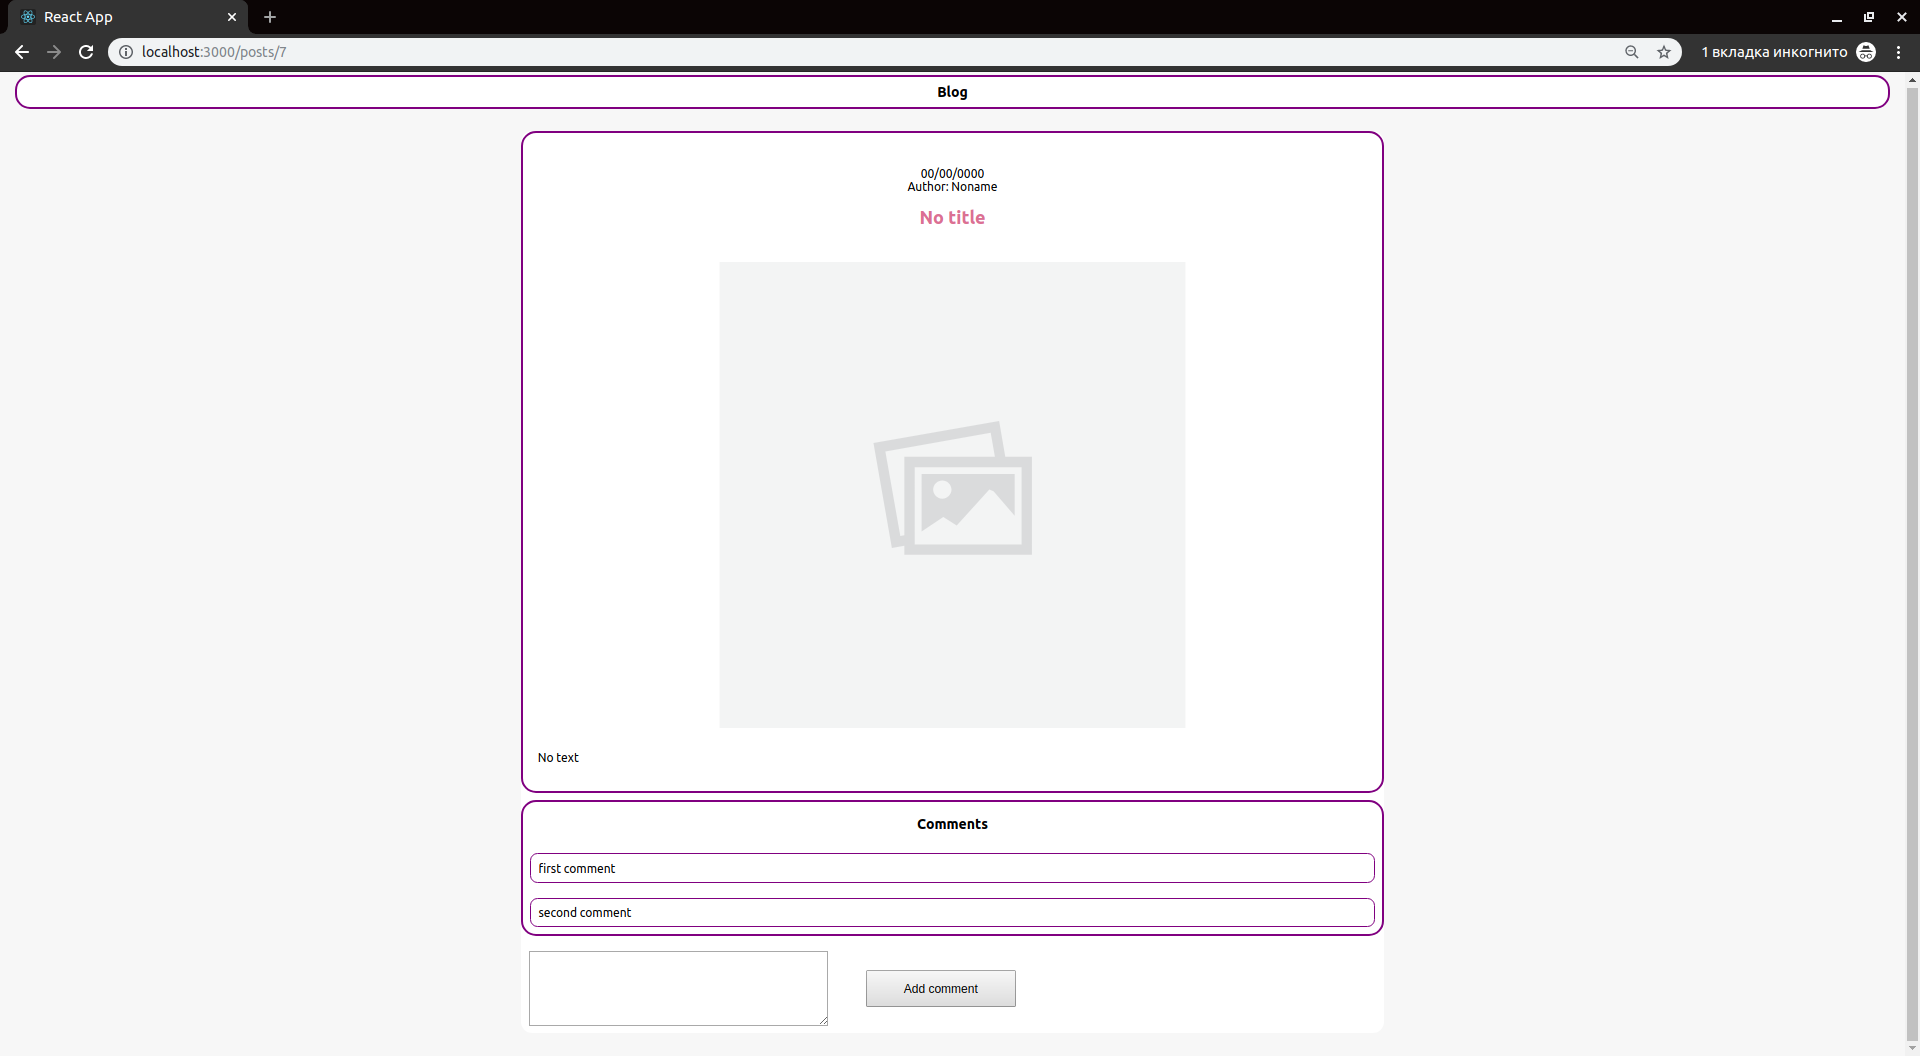 React App
localhost:3000/posts/7
1 вкладка инкогнито
Blog
00/00/0000
Author: Noname
No title
No text
Comments
first comment
second comment
Add comment